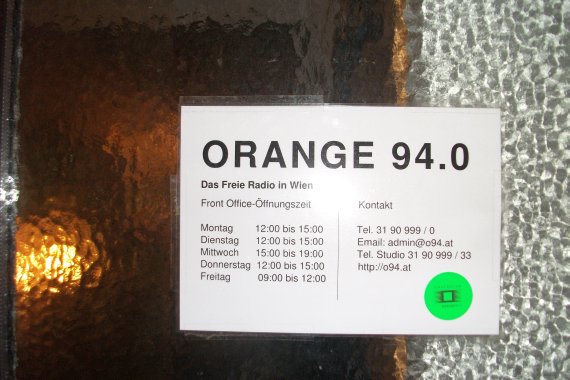 ORANGE 94.0
Das Freie Radio in Wien
Front Office-Öffnungszeit
Montag 12:00 bis 15:00
Dienstag 12:00 bis 15:00
Mittwoch 15:00 bis 19:00
Donnerstag 12:00 bis 15:00
Freitag 09:00 bis 12:00
Kontakt
Tel. 31 90 999 / 0
Email: admin@o94.at
Tel. Studio 31 90 999 / 33
http://o94.at